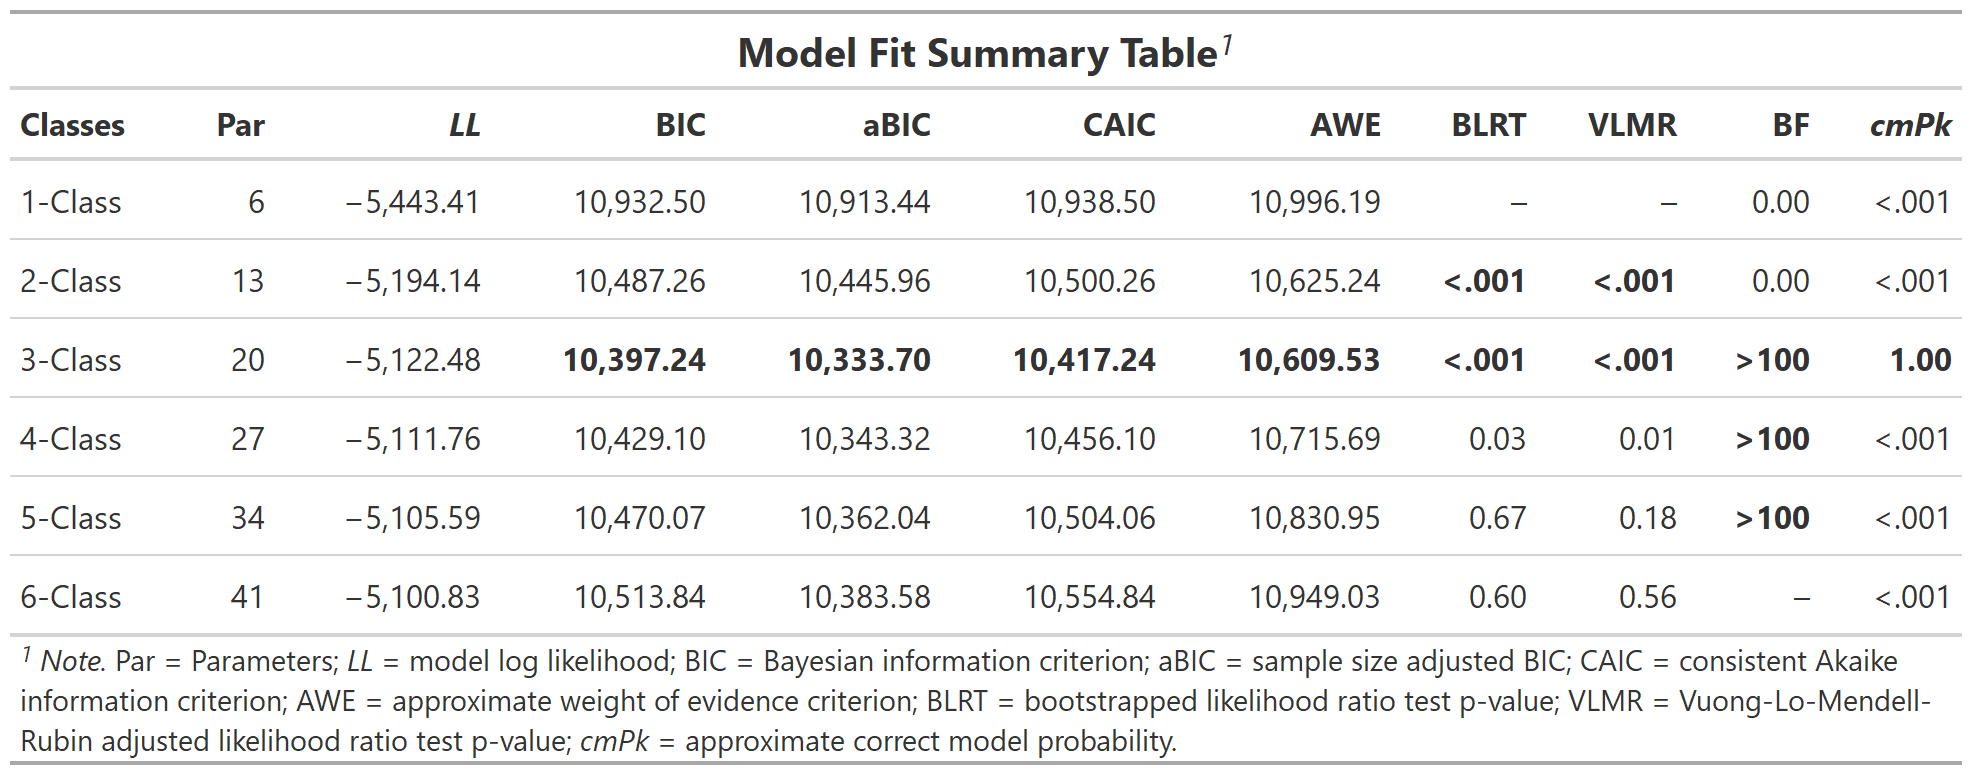 Model Fit Summary Table1
Classes Par LL BIC aBIC CAIC AWE BLRT VLMR BF cmPk
1-Class 6 −5,443.41 10,932.50 10,913.44 10,938.50 10,996.19 – – 0.00 <.001
2-Class 13 −5,194.14 10,487.26 10,445.96 10,500.26 10,625.24 <.001 <.001 0.00 <.001
3-Class 20 −5,122.48 10,397.24 10,333.70 10,417.24 10,609.53 <.001 <.001 >100 1.00
4-Class 27 −5,111.76 10,429.10 10,343.32 10,456.10 10,715.69 0.03 0.01 >100 <.001
5-Class 34 −5,105.59 10,470.07 10,362.04 10,504.06 10,830.95 0.67 0.18 >100 <.001
6-Class 41 −5,100.83 10,513.84 10,383.58 10,554.84 10,949.03 0.60 0.56 – <.001
1 Note. Par = Parameters; LL = model log likelihood; BIC = Bayesian information criterion; aBIC = sample size adjusted BIC; CAIC = consistent Akaike
information criterion; AWE = approximate weight of evidence criterion; BLRT = bootstrapped likelihood ratio test p-value; VLMR = Vuong-Lo-Mendell-
Rubin adjusted likelihood ratio test p-value; cmPk = approximate correct model probability.